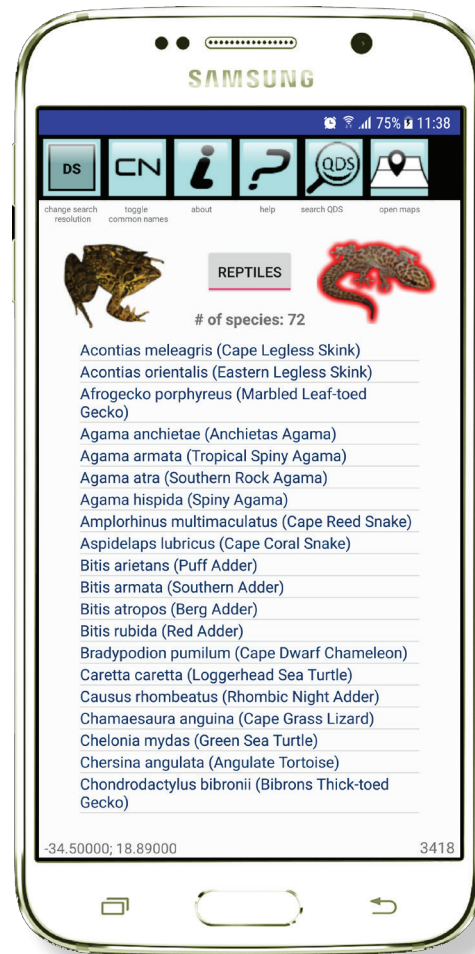 SAMSUNG
75% 11:38
DS CN i ? QDS
change search resolution
toggle common names
about
help
search QDS
open maps
REPTILES
# of species: 72
Acontias meleagris (Cape Legless Skink)
Acontias orientalis (Eastern Legless Skink)
Afrogecko porphyreus (Marbled Leaf-toed
Gecko)
Agama anchietae (Anchietas Agama)
Agama armata (Tropical Spiny Agama)
Agama atra (Southern Rock Agama)
Agama hispida (Spiny Agama)
Amplorhinus multimaculatus (Cape Reed Snake)
Aspidelaps lubricus (Cape Coral Snake)
Bitis arietans (Puff Adder)
Bitis armata (Southern Adder)
Bitis atropos (Berg Adder)
Bitis rubida (Red Adder)
Bradypodion pumilum (Cape Dwarf Chameleon)
Caretta caretta (Loggerhead Sea Turtle)
Causus rhombeatus (Rhombic Night Adder)
Chamaesaura anguina (Cape Grass Lizard)
Chelonia mydas (Green Sea Turtle)
Chersina angulata (Angulate Tortoise)
Chondrodactylus bibronii (Bibrons Thick-toed
Gecko)
-34.50000; 18.89000 3418